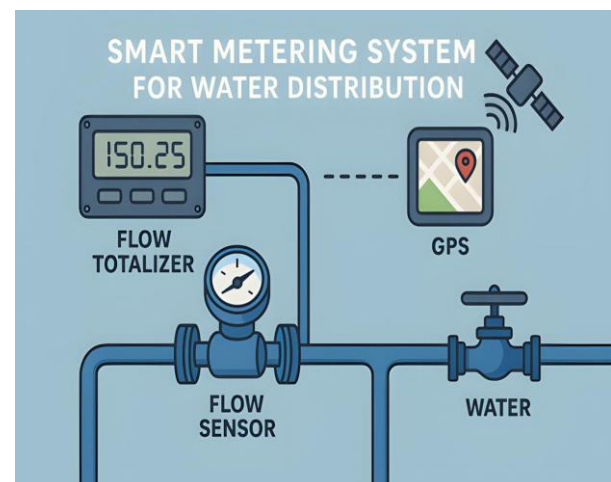 SMART METERING SYSTEM
FOR WATER DISTRIBUTION
150.25
FLOW
TOTALIZER
GPS
FLOW
SENSOR
WATER